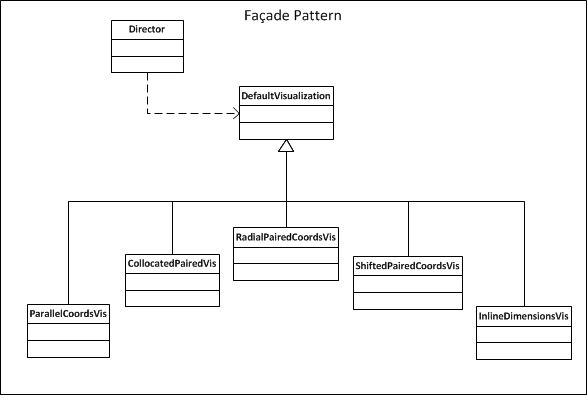 Façade Pattern
Director
DefaultVisualization
RadialPairedCoordsVis
CollocatedPairedVis
ShiftedPairedCoordsVis
ParallelCoordsVis
InlineDimensionsVis